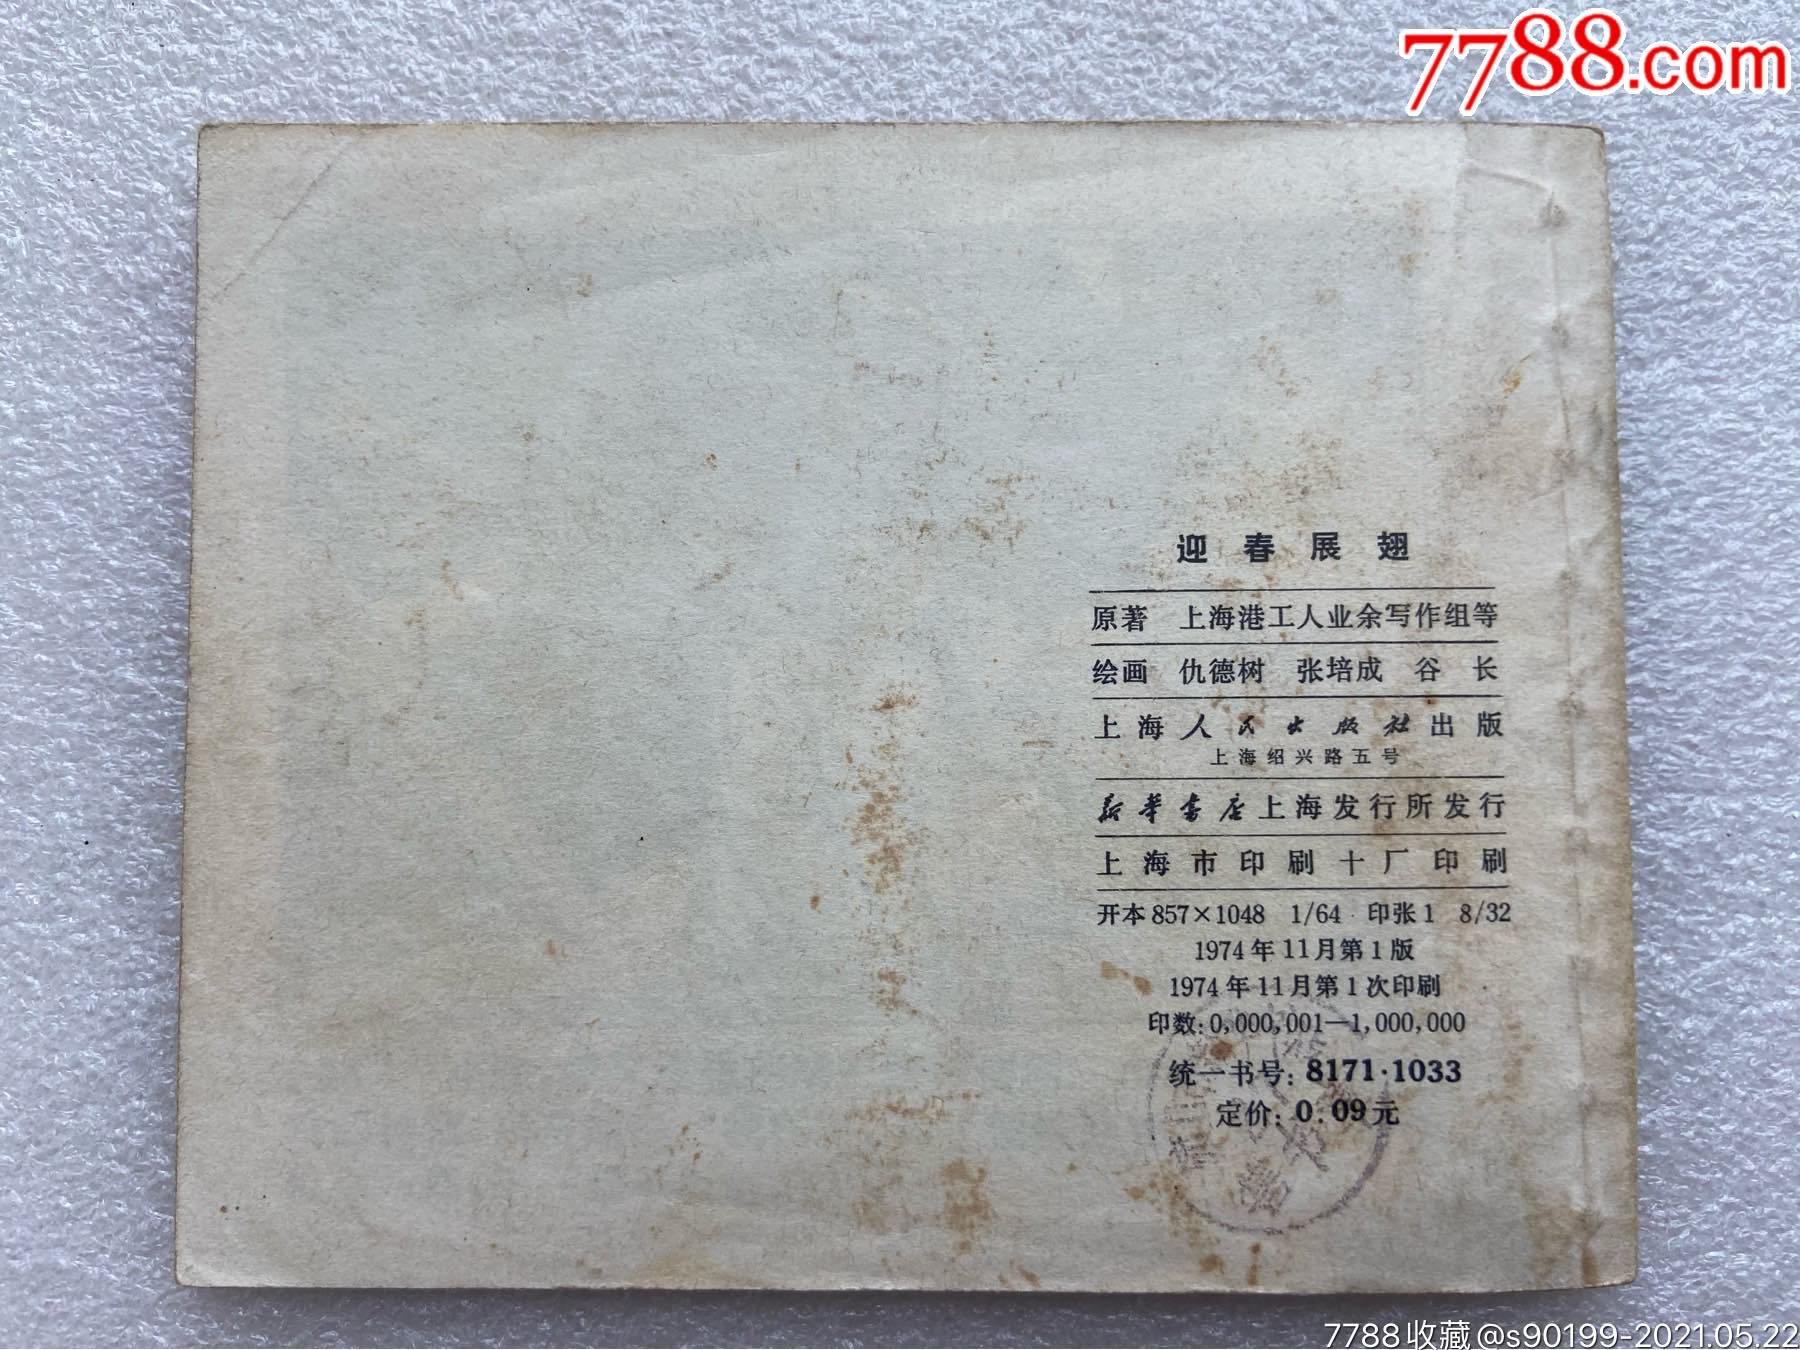 7788.com
迎春展翅
原著 上海港工人业余写作组等
绘画 仇德树 张培成 谷长
上海人民出版社出版
上海绍兴路五号
新华书店上海发行所发行
上海市印刷十厂印刷
开本 857×1048 1/64 印张 1 8/32
1974年11月第1版
1974年11月第1次印刷
印数: 0,000,001—1,000,000
统一书号: 8171·1033
定价: 0.09元
7788收藏@s90199-2021.05.22